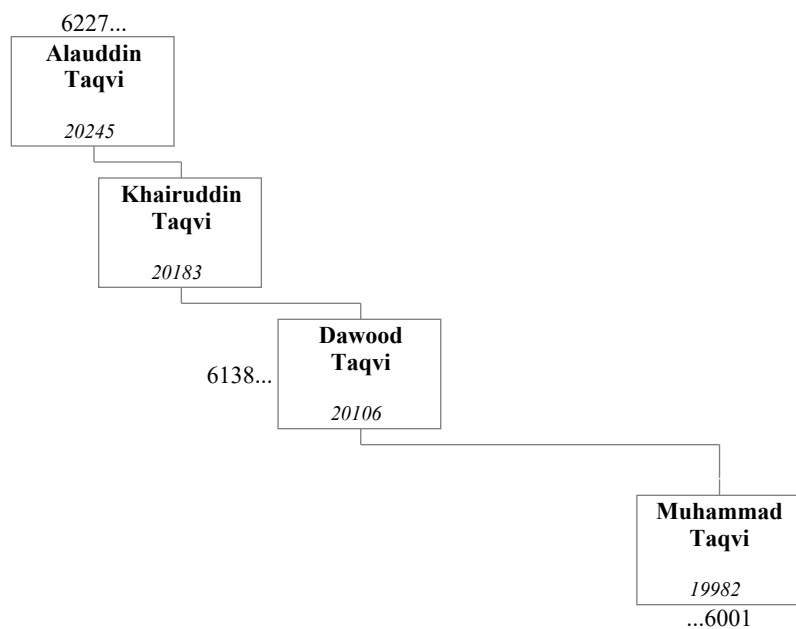 6227...
Alauddin
Taqvi
20245
Khairuddin
Taqvi
20183
Dawood
Taqvi
6138...
20106
Muhammad
Taqvi
19982
...6001